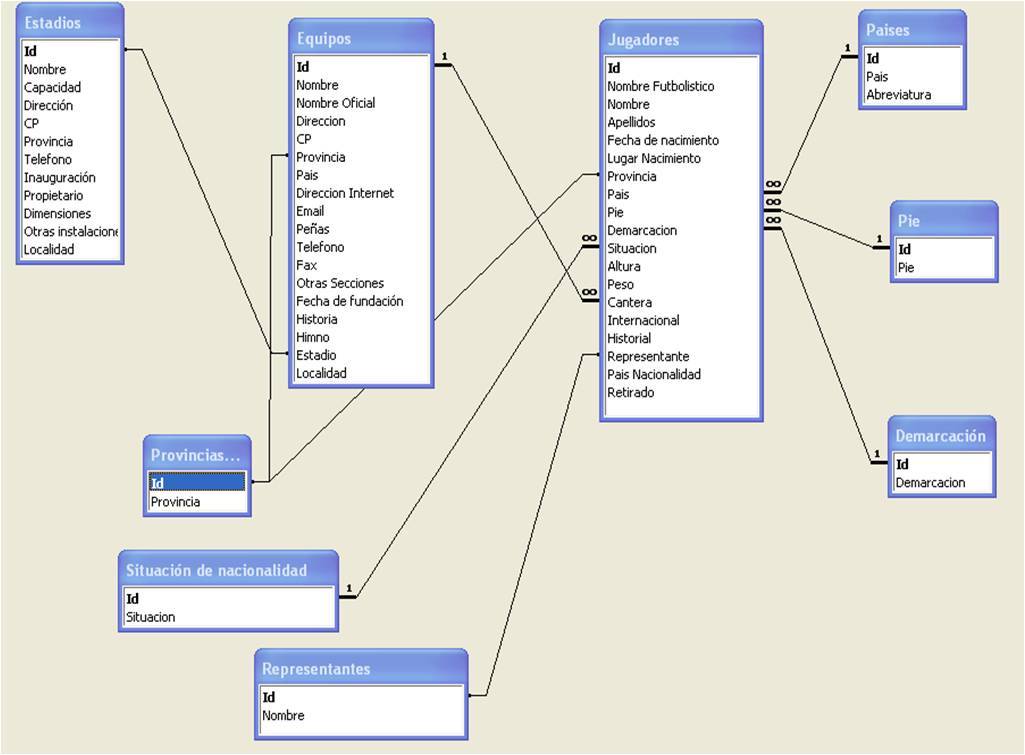 Estadios
Id
Nombre
Capacidad
Dirección
CP
Provincia
Telefono
Inauguración
Propietario
Dimensiones
Otras instalacione
Localidad
Equipos
Id
Nombre
Nombre Oficial
Direccion
CP
Provincia
Pais
Direccion Internet
Email
Peñas
Telefono
Fax
Otras Secciones
Fecha de fundación
Historia
Himno
Estadio
Localidad
1
Jugadores
Id
Nombre Futbolistico
Nombre
Apellidos
Fecha de nacimiento
Lugar Nacimiento
Provincia
Pais
Pie
Demarcacion
Situacion
Altura
Peso
Cantera
Internacional
Historial
Representante
Pais Nacionalidad
Retirado
∞
∞
∞
∞
∞
1
Paises
Id
Pais
Abreviatura
1
Pie
Id
Pie
1
Demarcación
Id
Demarcacion
Provincias...
Id
Provincia
Situación de nacionalidad
Id
Situacion
1
Representantes
Id
Nombre